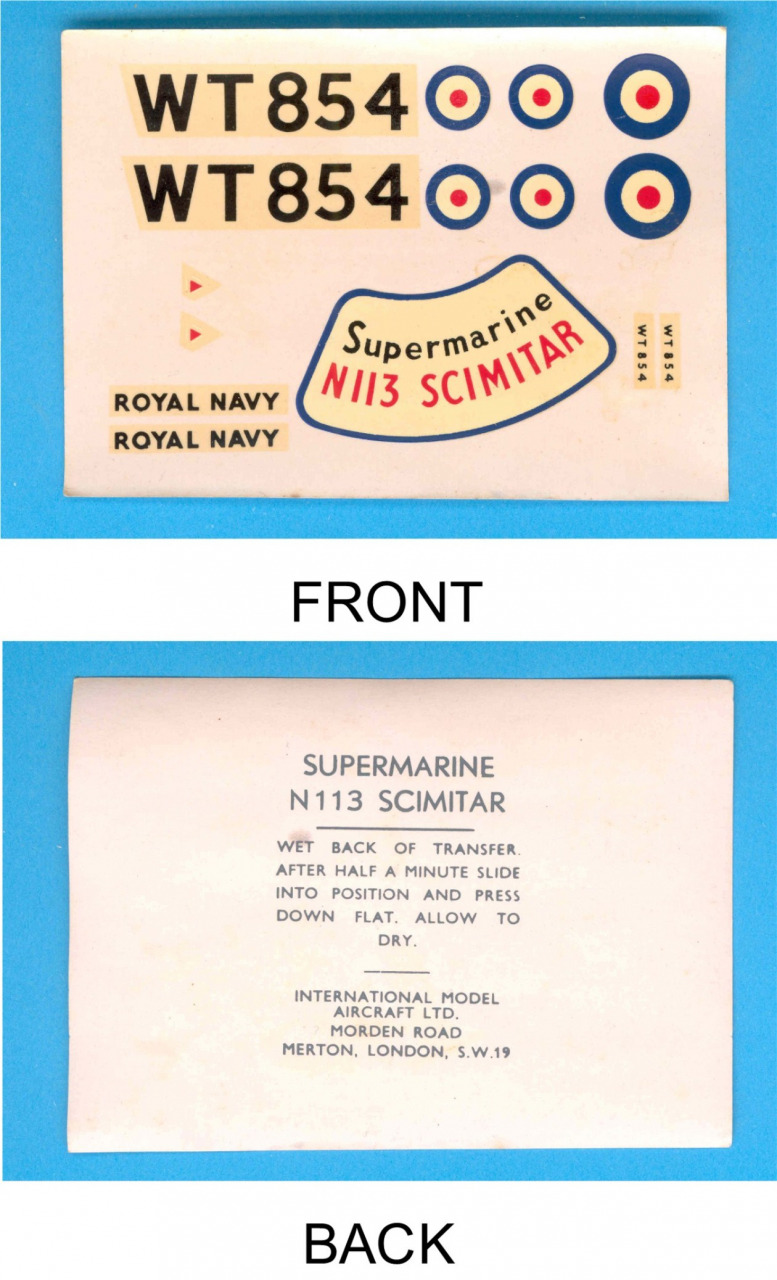 WT854
WT854
Supermarine
N113 SCIMITAR
WT854
WT854
ROYAL NAVY
ROYAL NAVY
FRONT
SUPERMARINE
N113 SCIMITAR
WET BACK OF TRANSFER.
AFTER HALF A MINUTE SLIDE
INTO POSITION AND PRESS
DOWN FLAT. ALLOW TO
DRY.
INTERNATIONAL MODEL
AIRCRAFT LTD.
MORDEN ROAD
MERTON, LONDON, S.W.19
BACK